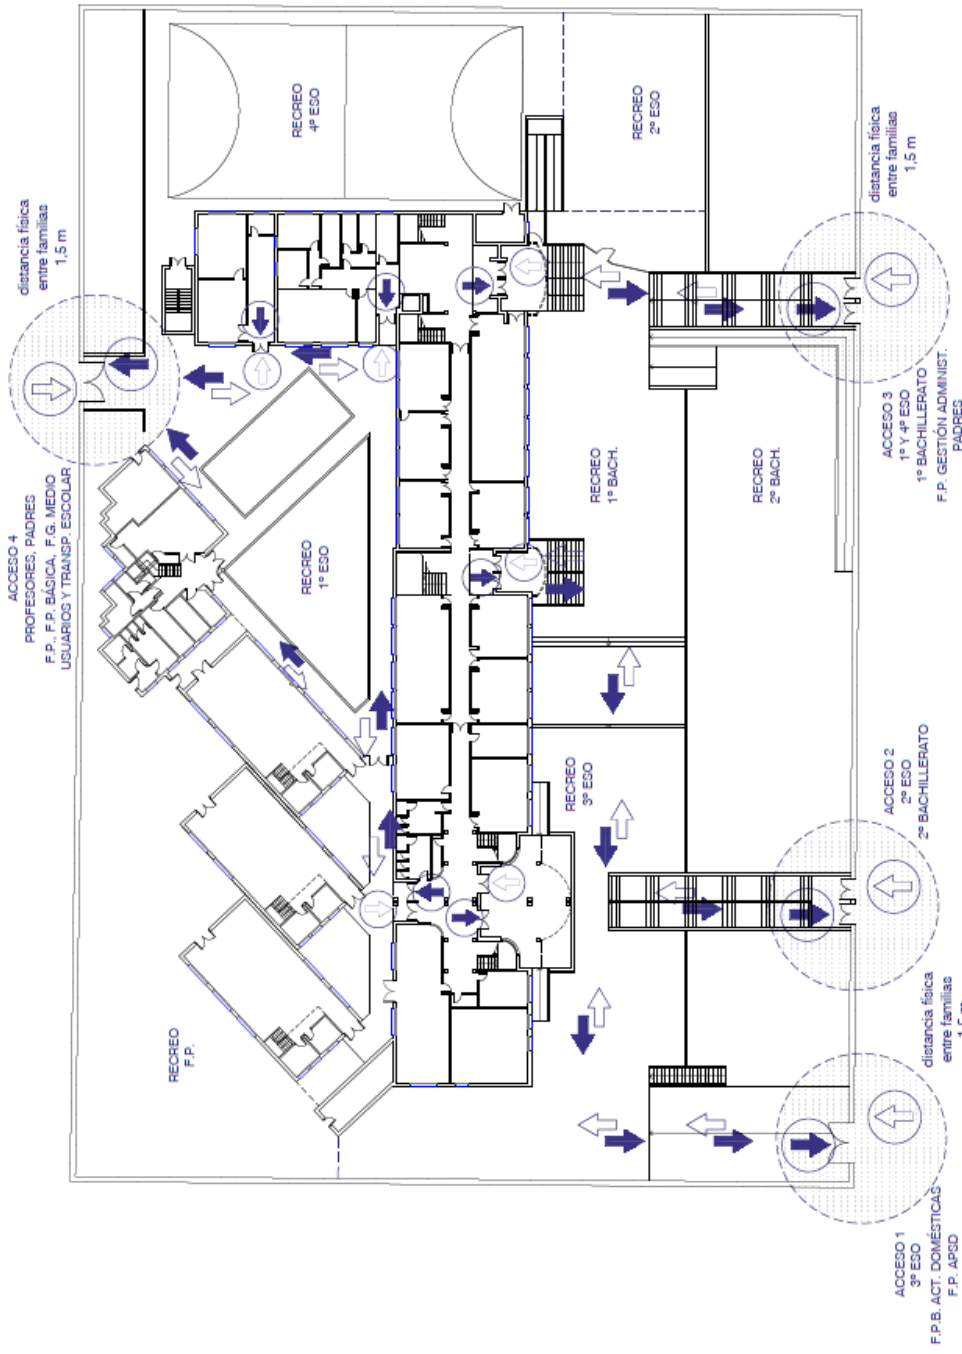 distancia física
entre familias
1,5 m
ACCESO 4
PROFESORES, PADRES
F.P., F.P. BÁSICA, F.G. MEDIO
USUARIOS Y TRANSP. ESCOLAR
RECREO
4º ESO
RECREO
2º ESO
distancia física
entre familias
1,5 m
ACCESO 3
1º Y 4º ESO
1º BACHILLERATO
F.P. GESTIÓN ADMINIST.
PADRES
RECREO
1º ESO
RECREO
1º BACH.
RECREO
2º BACH.
RECREO
3º ESO
ACCESO 2
2º ESO
2º BACHILLERATO
RECREO
F.P.
distancia física
entre familias
1,5 m
ACCESO 1
3º ESO
F.P.B. ACT. DOMÉSTICAS
F.P. APSD